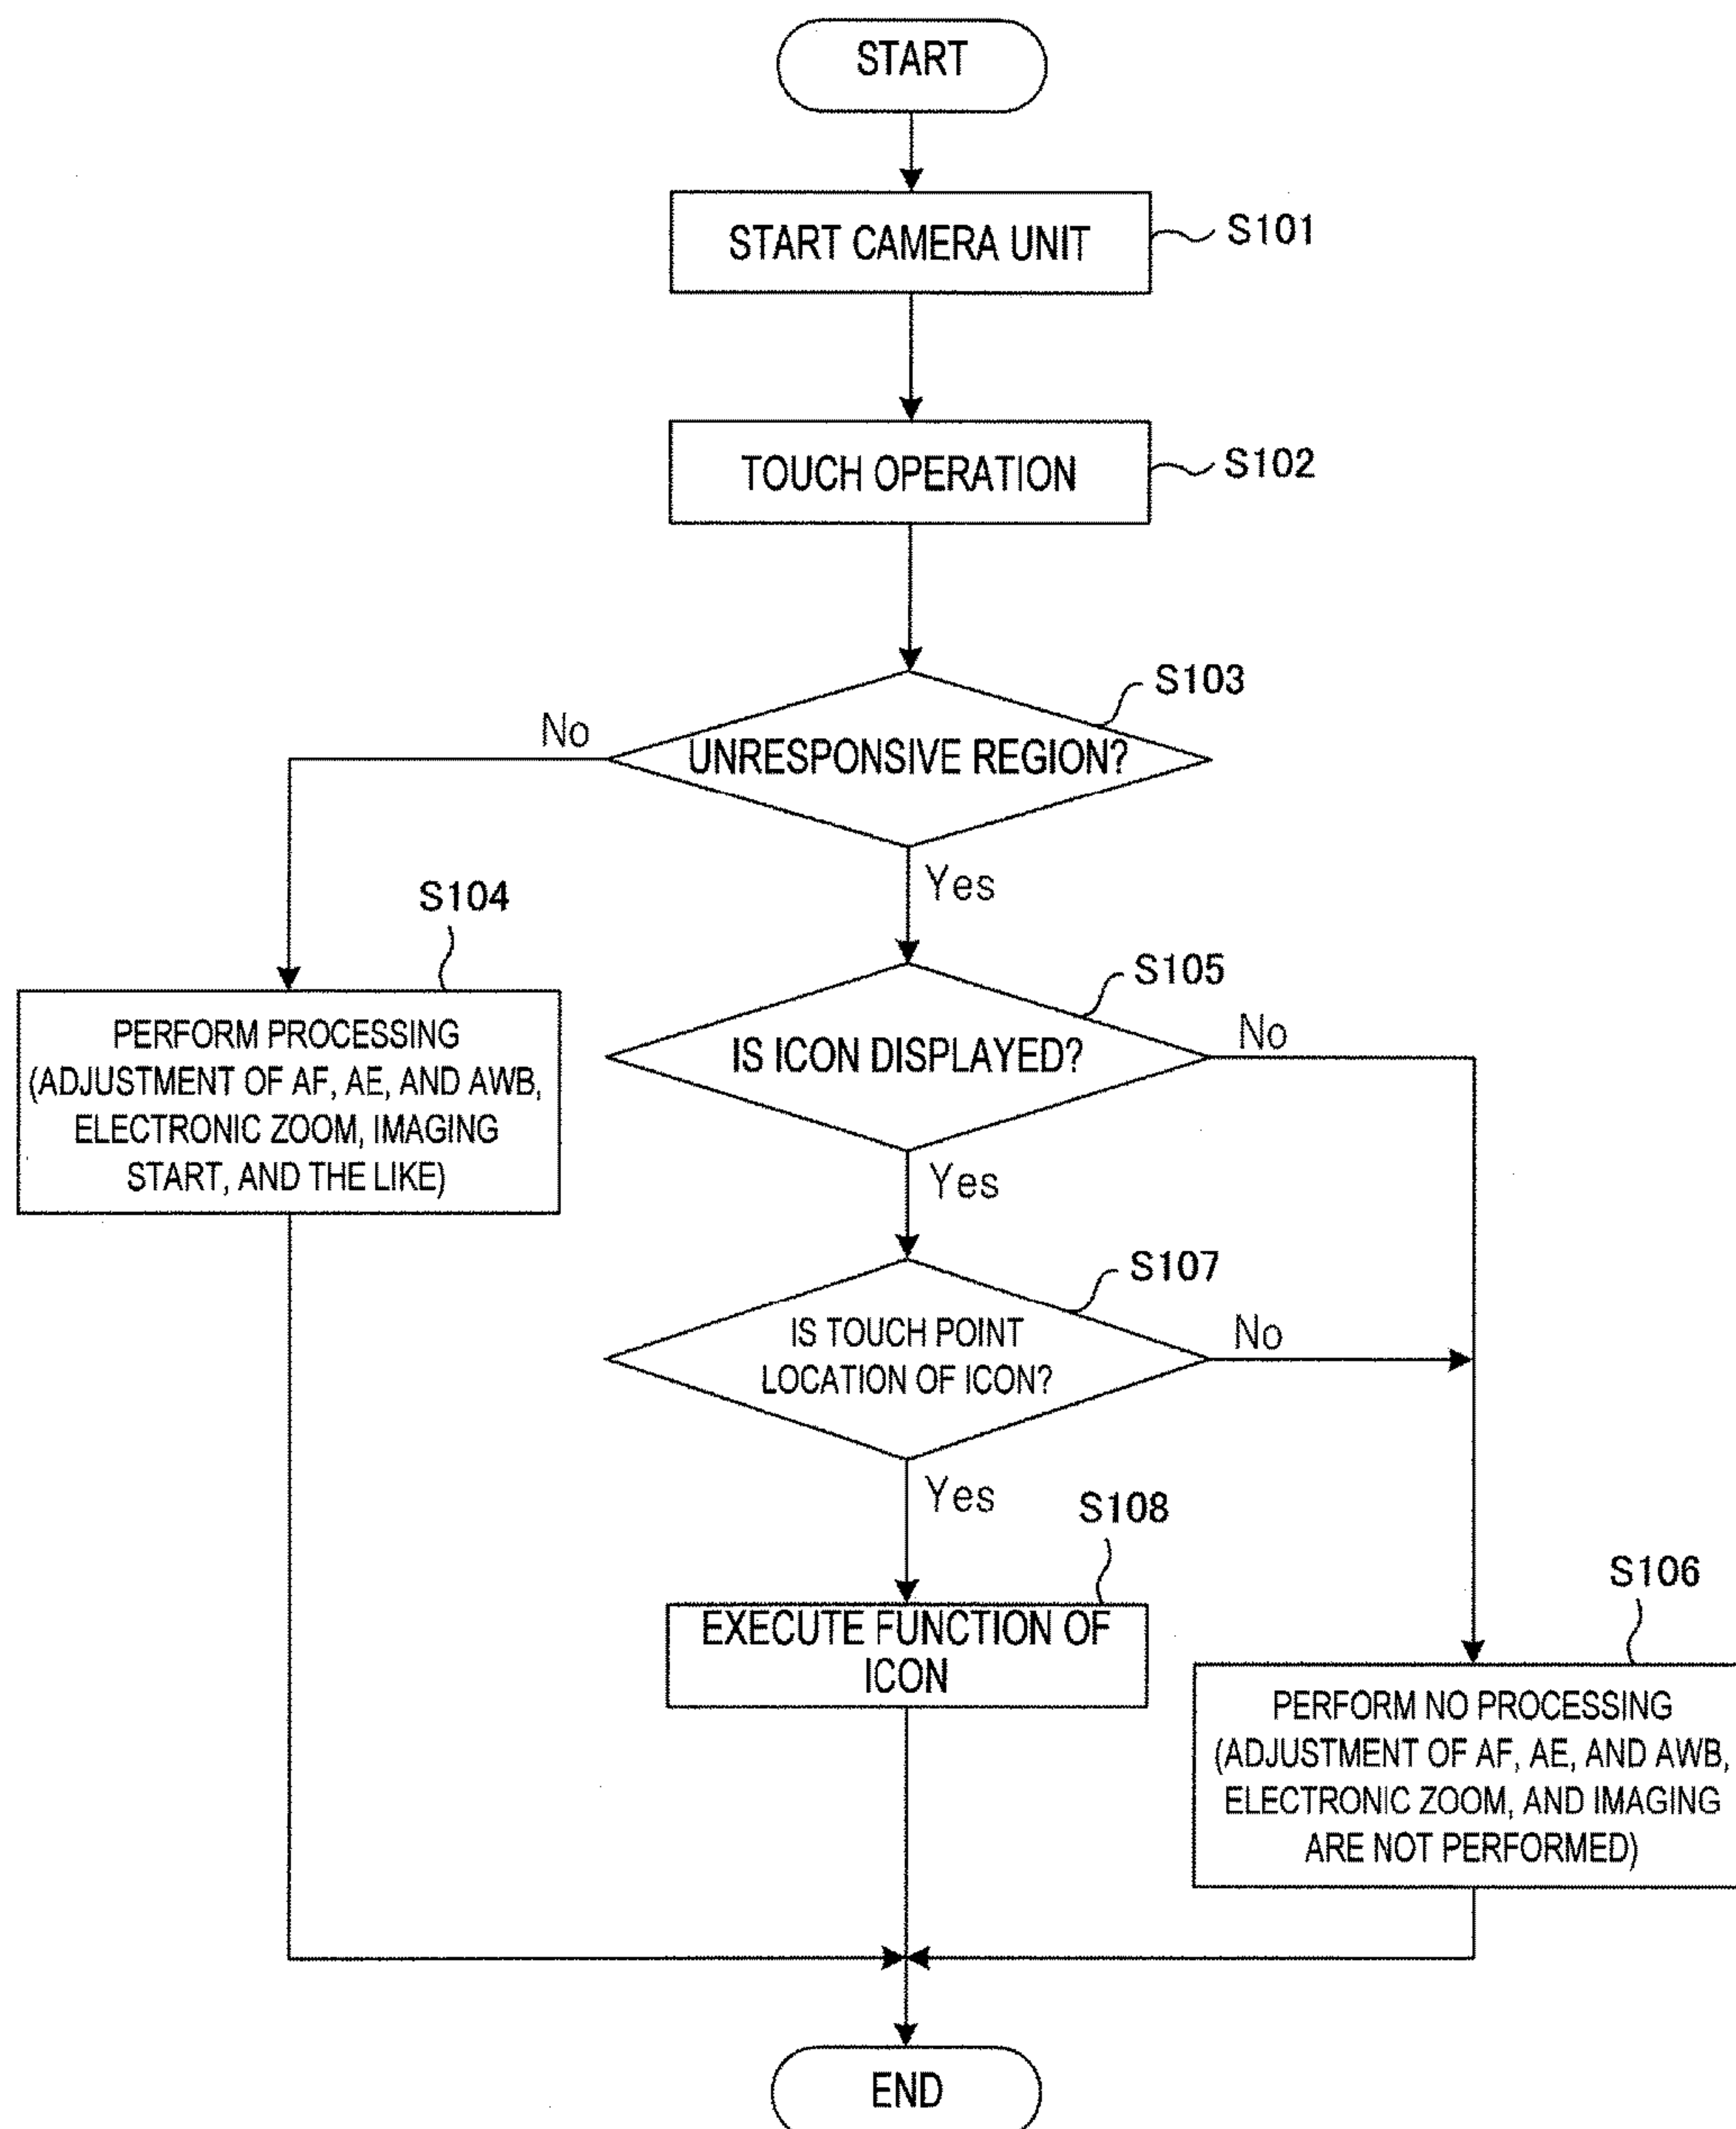 START
START CAMERA UNIT
S101
TOUCH OPERATION
S102
S103
No
UNRESPONSIVE REGION?
Yes
S104
PERFORM PROCESSING
(ADJUSTMENT OF AF, AE, AND AWB,
ELECTRONIC ZOOM, IMAGING
START, AND THE LIKE)
S105
IS ICON DISPLAYED?
No
Yes
S107
IS TOUCH POINT
LOCATION OF ICON?
No
Yes
S108
EXECUTE FUNCTION OF
ICON
S106
PERFORM NO PROCESSING
(ADJUSTMENT OF AF, AE, AND AWB,
ELECTRONIC ZOOM, AND IMAGING
ARE NOT PERFORMED)
END